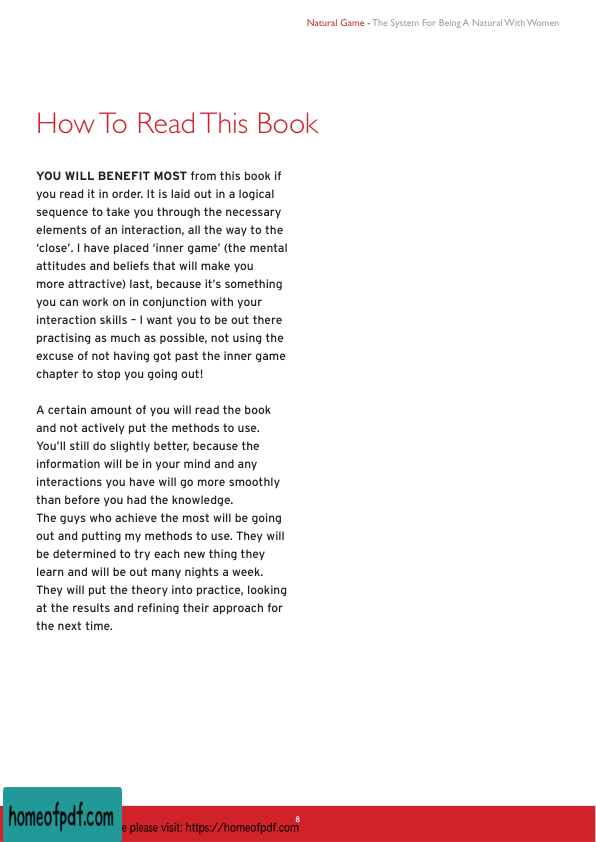 Natural Game - The System For Being A Natural With Women
How To Read This Book
YOU WILL BENEFIT MOST from this book if
you read it in order. It is laid out in a logical
sequence to take you through the necessary
elements of an interaction, all the way to the
‘close’. I have placed ‘inner game’ (the mental
attitudes and beliefs that will make you
more attractive) last, because it’s something
you can work on in conjunction with your
interaction skills – I want you to be out there
practising as much as possible, not using the
excuse of not having got past the inner game
chapter to stop you going out!
A certain amount of you will read the book
and not actively put the methods to use.
You’ll still do slightly better, because the
information will be in your mind and any
interactions you have will go more smoothly
than before you had the knowledge.
The guys who achieve the most will be going
out and putting my methods to use. They will
be determined to try each new thing they
learn and will be out many nights a week.
They will put the theory into practice, looking
at the results and refining their approach for
the next time.
8
homeofpdf.com
e please visit: https://homeofpdf.com